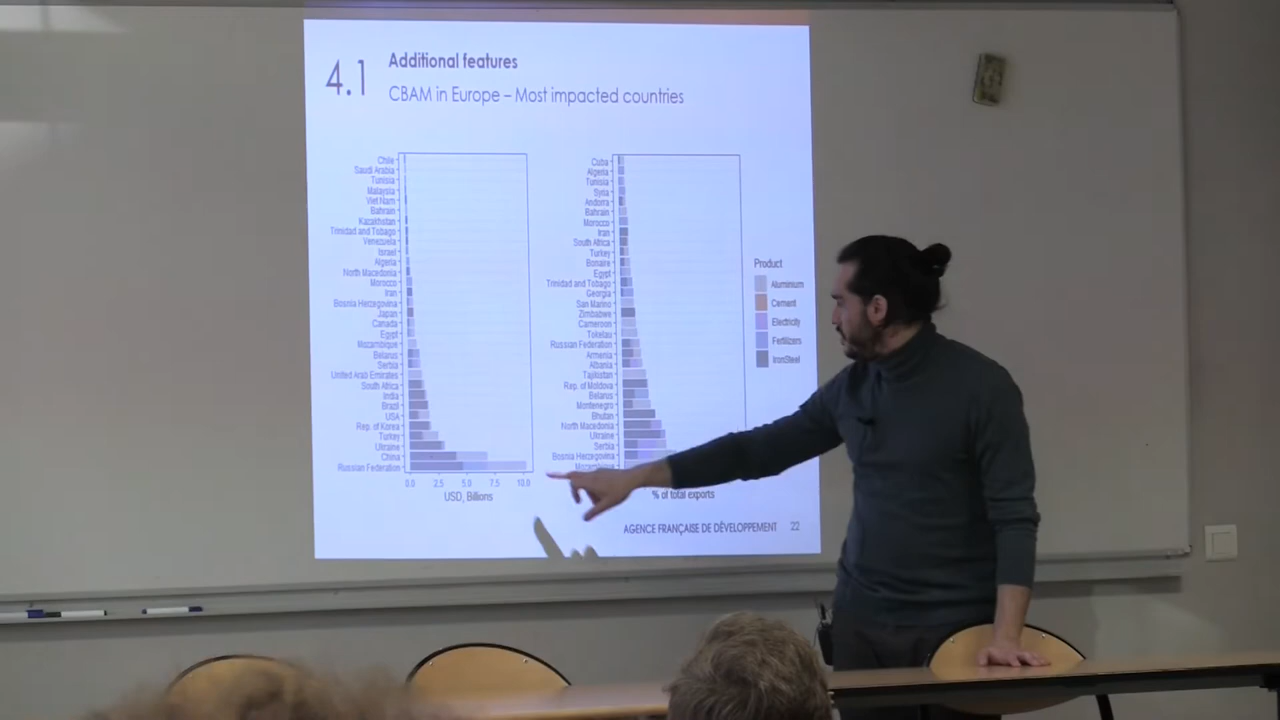 4.1
Additional features
CBAM in Europe – Most impacted countries
Chile
Saudi Arabia
Tunisia
Malaysia
Viet Nam
Bahrain
Kazakhstan
Trinidad and Tobago
Venezuela
Israel
Algeria
North Macedonia
Morocco
Iran
Bosnia Herzegovina
Japan
Canada
Egypt
Mozambique
Belarus
Serbia
United Arab Emirates
South Africa
India
Brazil
USA
Rep. of Korea
Turkey
Ukraine
China
Russian Federation
0.0 2.5 5.0 7.5 10.0
USD, Billions
Cuba
Algeria
Tunisia
Syria
Andorra
Bahrain
Morocco
Iran
South Africa
Turkey
Bonaire
Egypt
Trinidad and Tobago
Georgia
San Marino
Zimbabwe
Cameroon
Tokelau
Russian Federation
Armenia
Albania
Tajikistan
Rep. of Moldova
Belarus
Montenegro
Bhutan
North Macedonia
Ukraine
Serbia
Bosnia Herzegovina
Mozambique
% of total exports
Product
Aluminium
Cement
Electricity
Fertilizers
IronSteel
AGENCE FRANÇAISE DE DÉVELOPPEMENT 22